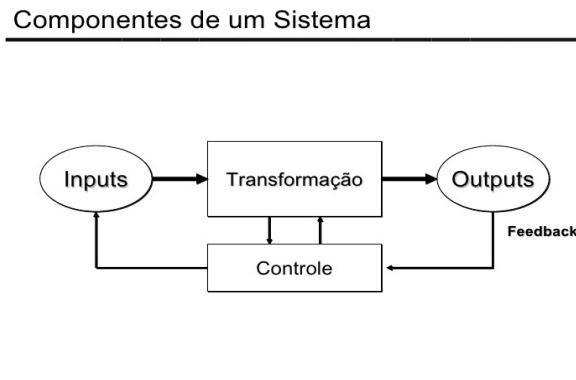 Componentes de um Sistema
Inputs
Transformação
Outputs
Feedback
Controle